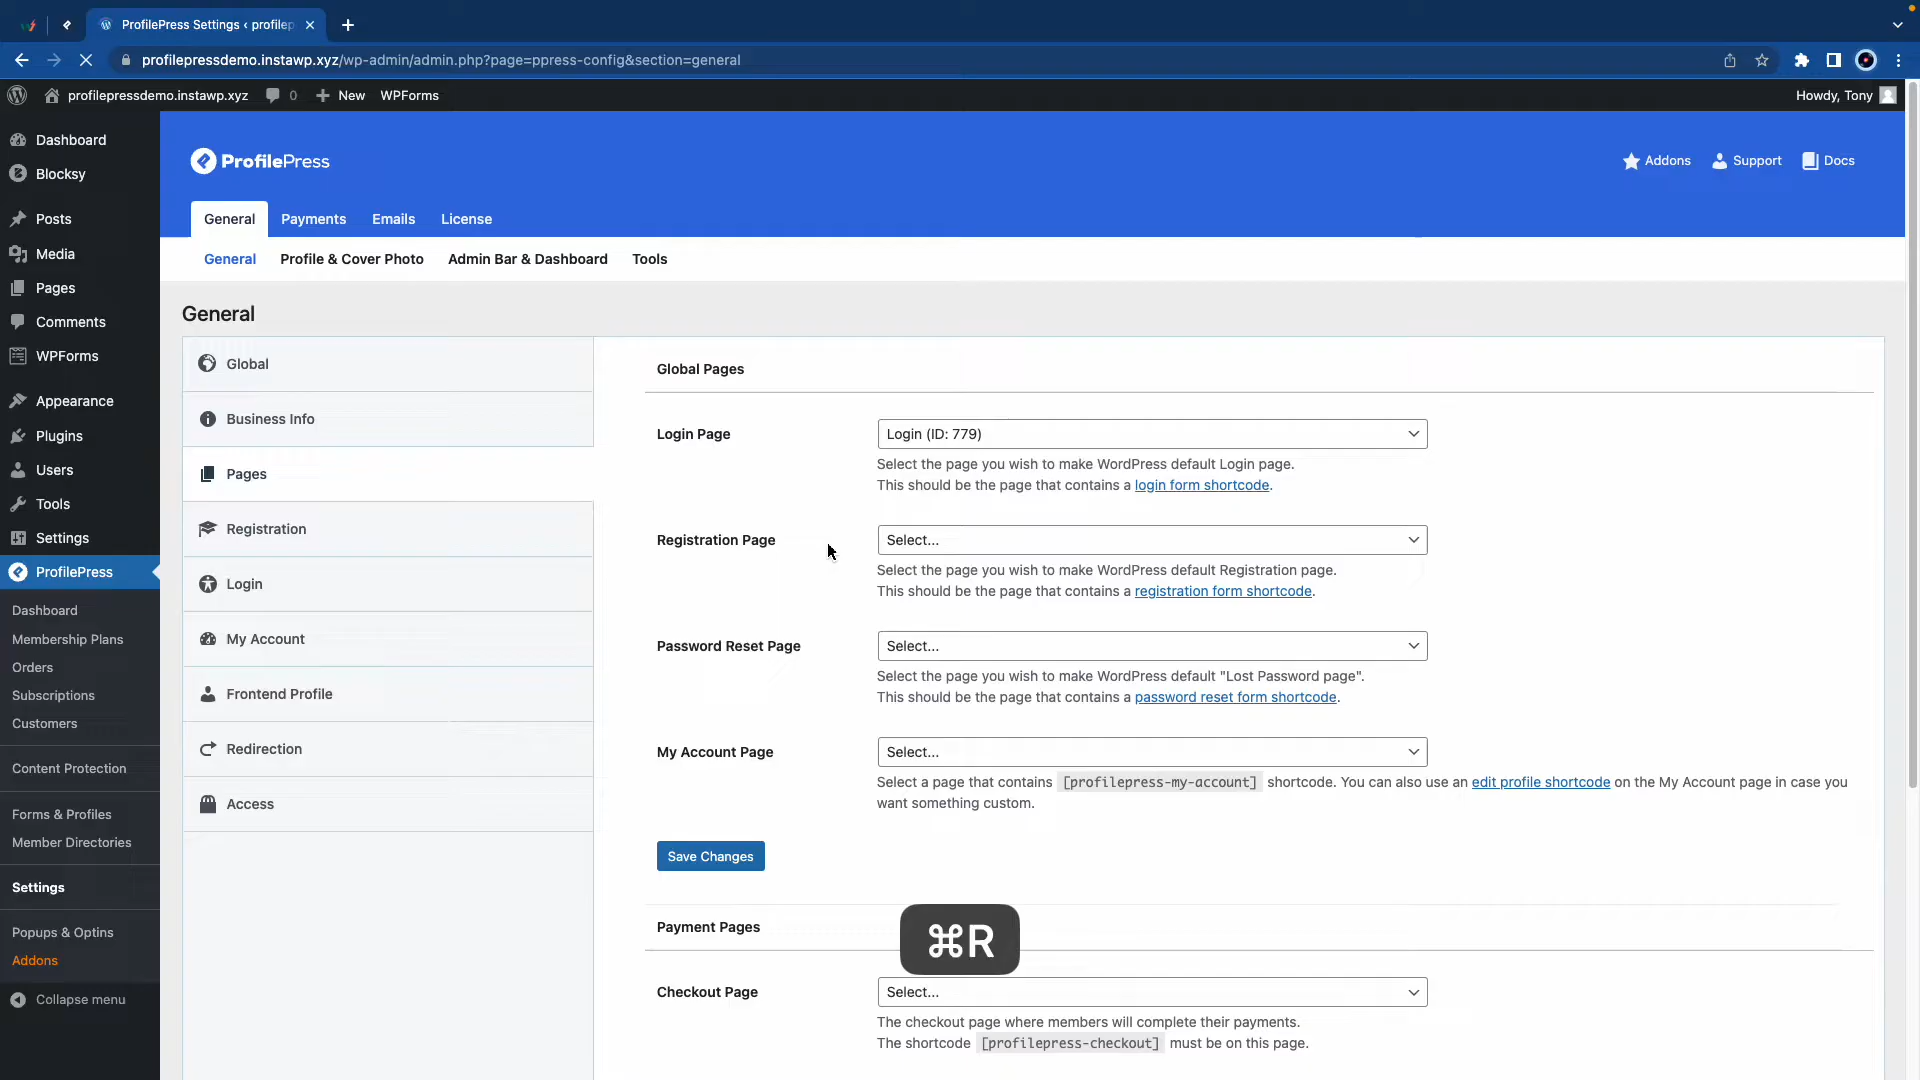 ProfilePress Settings ‹ profilep
profilepressdemo.instawp.xyz/wp-admin/admin.php?page=ppress-config&section=general
profilepressdemo.instawp.xyz 0 New WPForms Howdy, Tony
Dashboard
Blocksy
Posts
Media
Pages
Comments
WPForms
Appearance
Plugins
Users
Tools
Settings
ProfilePress
Dashboard
Membership Plans
Orders
Subscriptions
Customers
Content Protection
Forms & Profiles
Member Directories
Settings
Popups & Optins
Addons
Collapse menu
ProfilePress
Addons Support Docs
General Payments Emails License
General Profile & Cover Photo Admin Bar & Dashboard Tools
General
Global
Business Info
Pages
Registration
Login
My Account
Frontend Profile
Redirection
Access
Global Pages
Login Page
Login (ID: 779)
Select the page you wish to make WordPress default Login page.
This should be the page that contains a login form shortcode.
Registration Page
Select...
Select the page you wish to make WordPress default Registration page.
This should be the page that contains a registration form shortcode.
Password Reset Page
Select...
Select the page you wish to make WordPress default "Lost Password page".
This should be the page that contains a password reset form shortcode.
My Account Page
Select...
Select a page that contains [profilepress-my-account] shortcode. You can also use an edit profile shortcode on the My Account page in case you
want something custom.
Save Changes
Payment Pages
⌘R
Checkout Page
Select...
The checkout page where members will complete their payments.
The shortcode [profilepress-checkout] must be on this page.